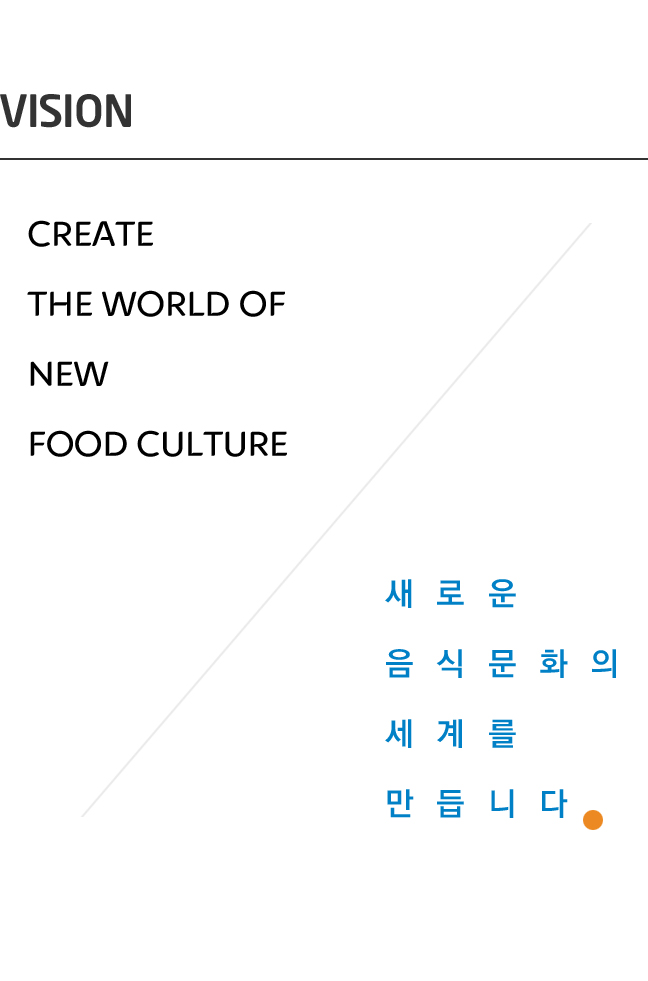 VISION
CREATE
THE WORLD OF
NEW
FOOD CULTURE
새로운
음식문화의
세계를
만듭니다